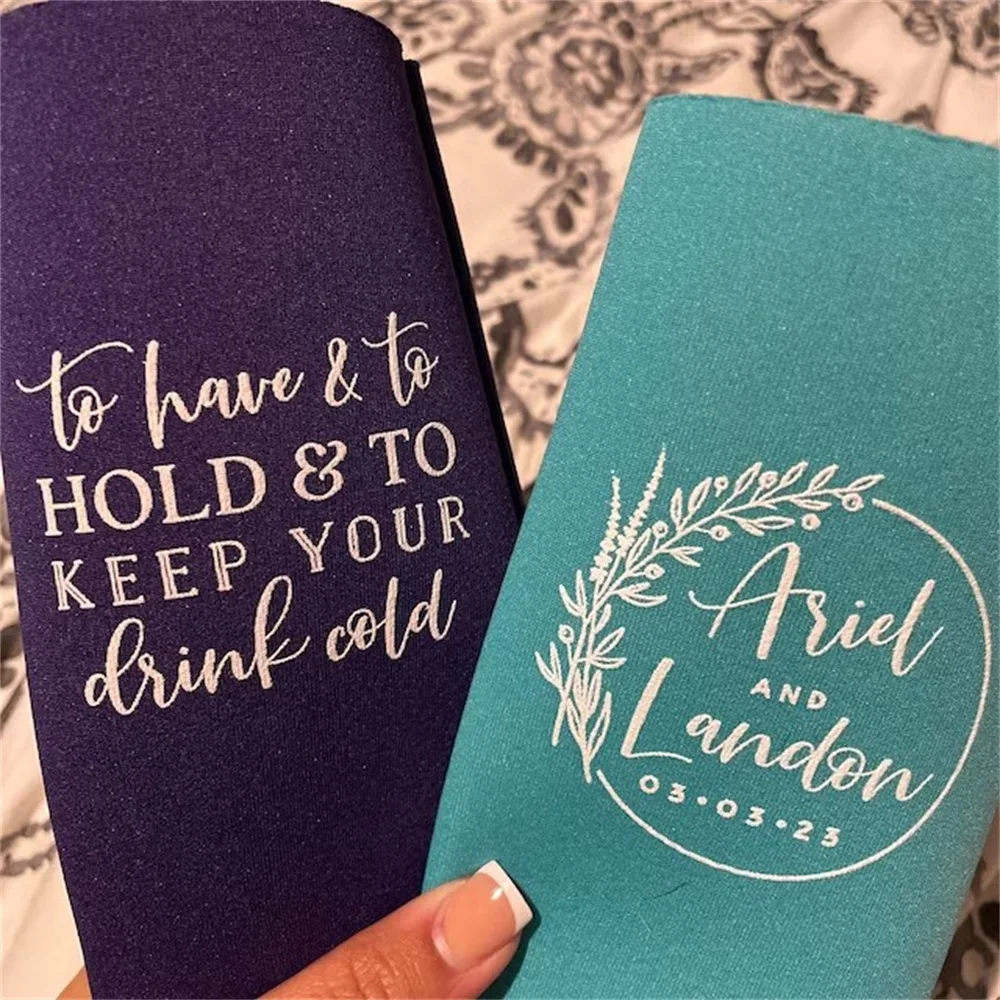 to have & to
HOLD & TO
KEEP YOUR
drink cold
Ariel
AND
Landon
03•03•23